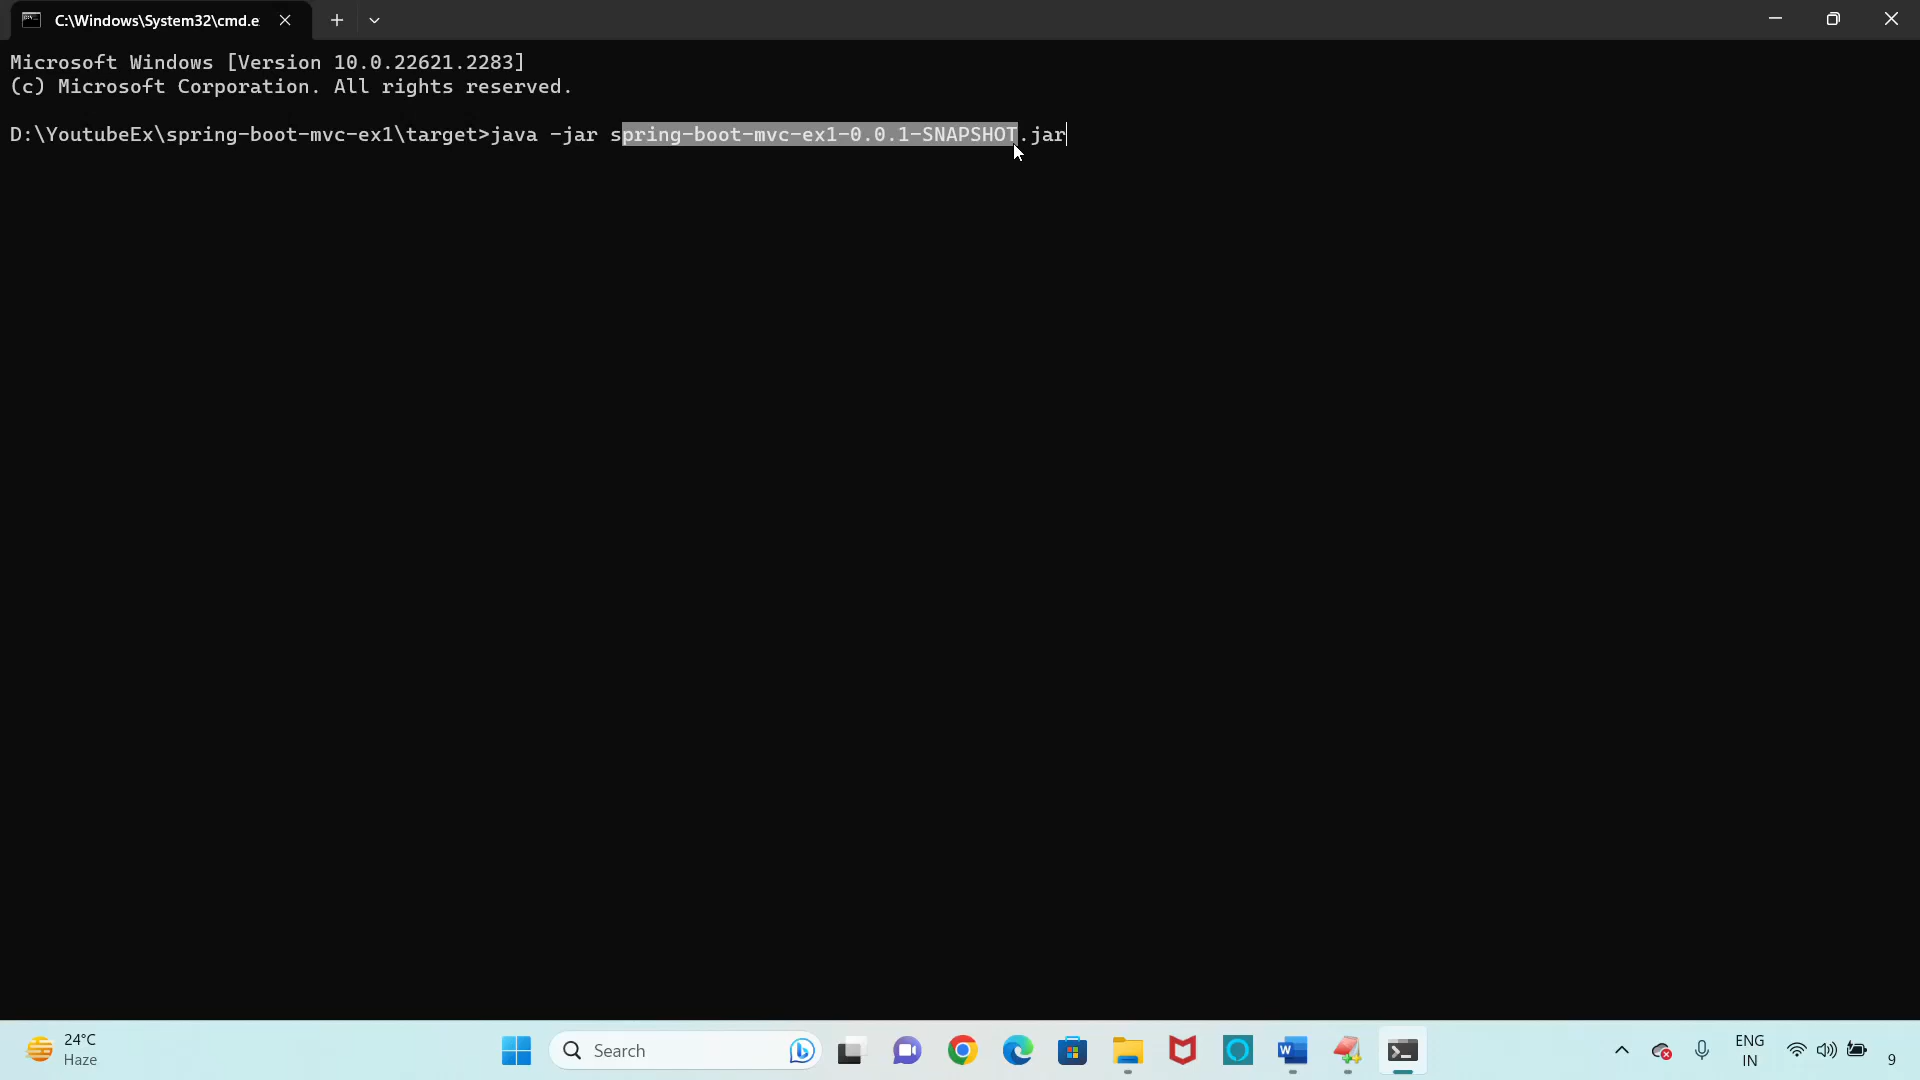 C:\Windows\System32\cmd.e
Microsoft Windows [Version 10.0.22621.2283]
(c) Microsoft Corporation. All rights reserved.
D:\YoutubeEx\spring-boot-mvc-ex1\target>java -jar spring-boot-mvc-ex1-0.0.1-SNAPSHOT.jar
24°C
Haze
Search
ENG
IN
9